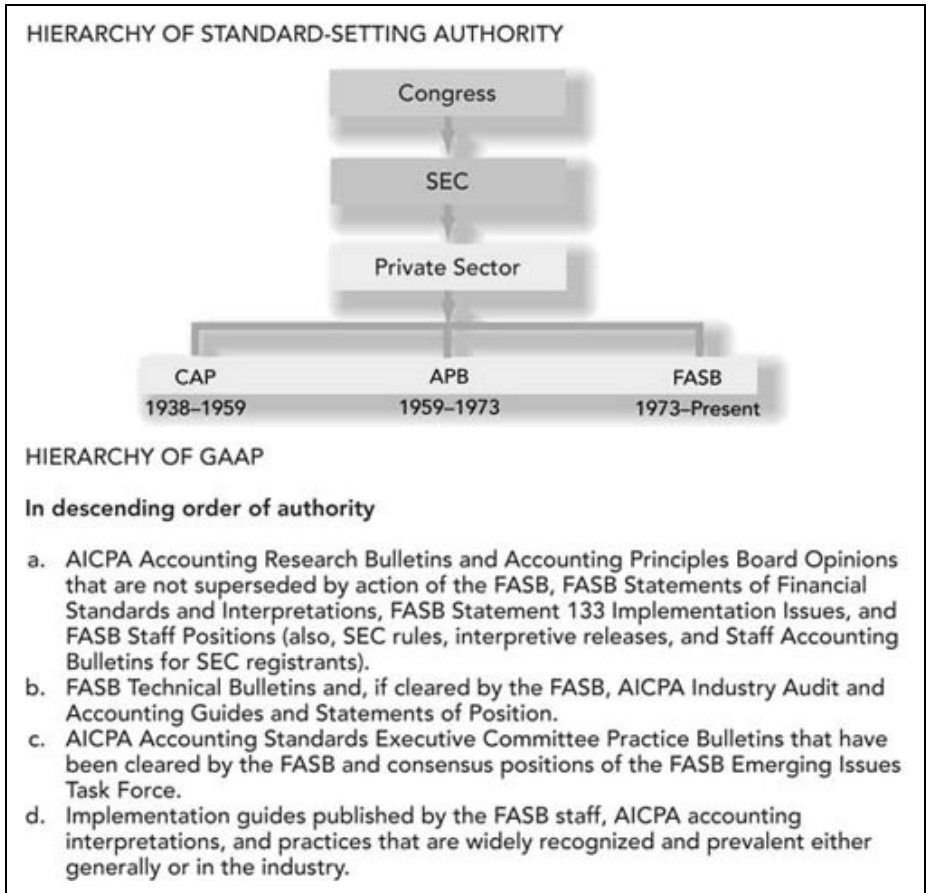 HIERARCHY OF STANDARD-SETTING AUTHORITY
Congress
SEC
Private Sector
CAP APB FASB
1938–1959 1959–1973 1973–Present
HIERARCHY OF GAAP
In descending order of authority
a. AICPA Accounting Research Bulletins and Accounting Principles Board Opinions
that are not superseded by action of the FASB, FASB Statements of Financial
Standards and Interpretations, FASB Statement 133 Implementation Issues, and
FASB Staff Positions (also, SEC rules, interpretive releases, and Staff Accounting
Bulletins for SEC registrants).
b. FASB Technical Bulletins and, if cleared by the FASB, AICPA Industry Audit and
Accounting Guides and Statements of Position.
c. AICPA Accounting Standards Executive Committee Practice Bulletins that have
been cleared by the FASB and consensus positions of the FASB Emerging Issues
Task Force.
d. Implementation guides published by the FASB staff, AICPA accounting
interpretations, and practices that are widely recognized and prevalent either
generally or in the industry.